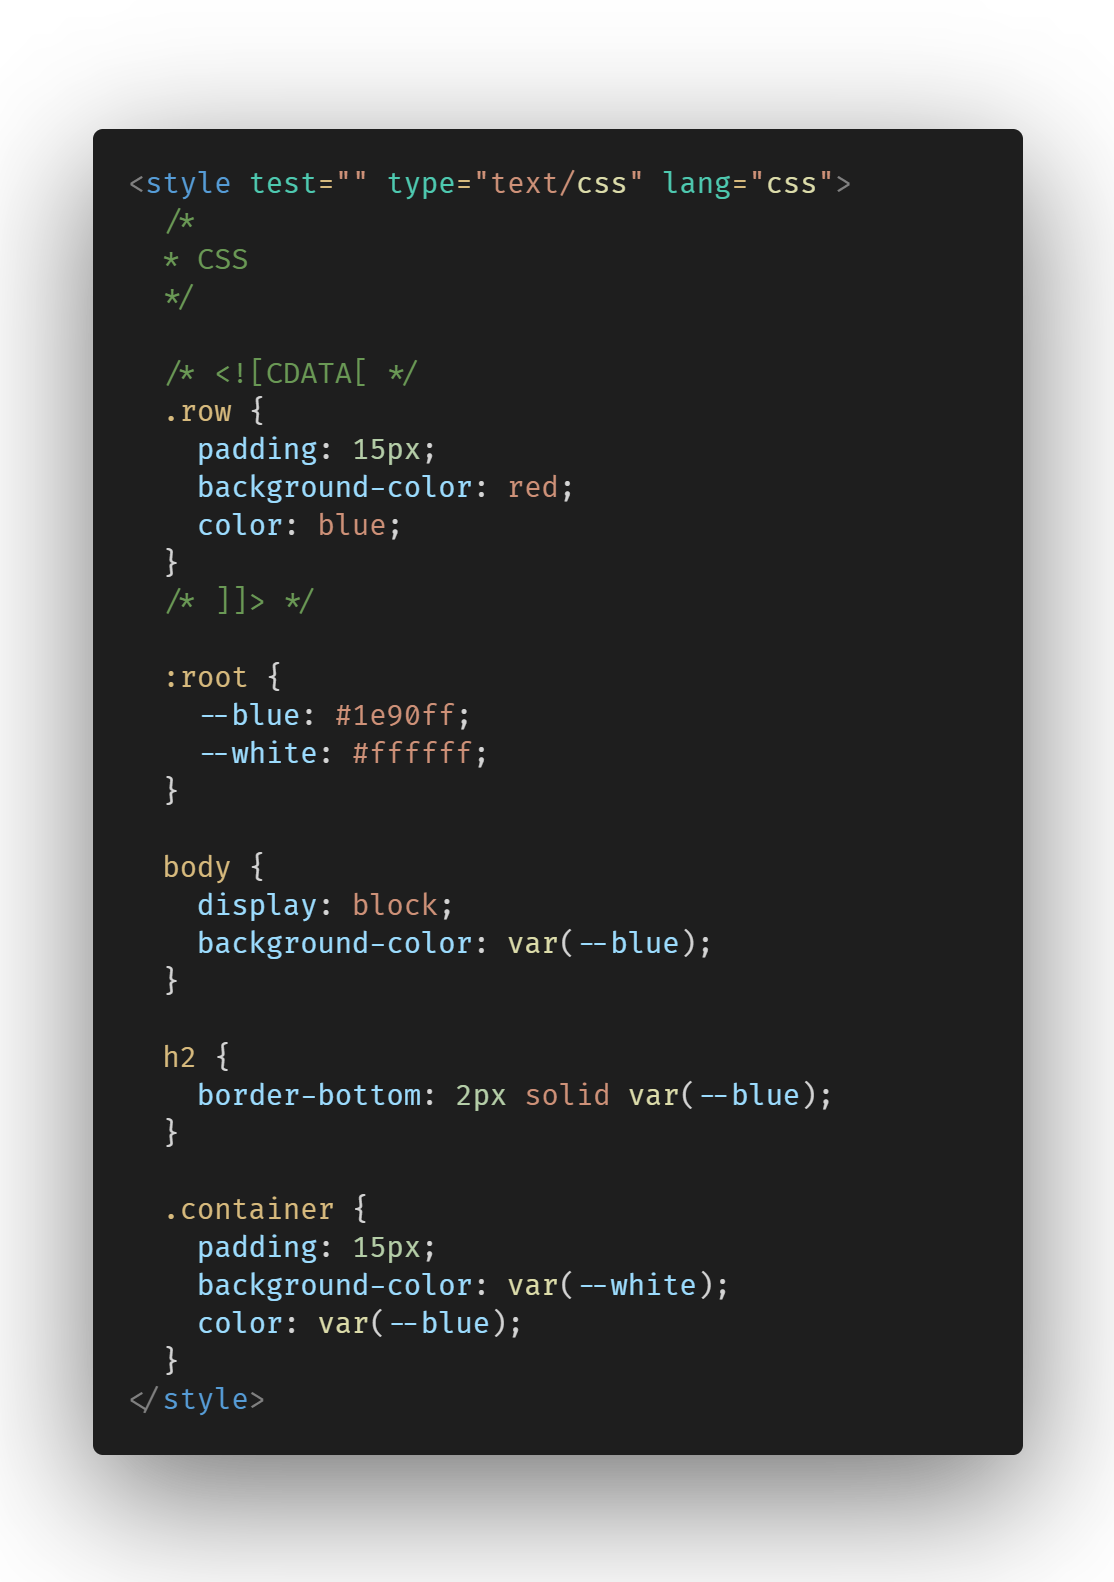 <style test="" type="text/css" lang="css">
  /*
  * CSS
  */

  /* <![CDATA[ */
  .row {
    padding: 15px;
    background-color: red;
    color: blue;
  }
  /* ]]> */

  :root {
    --blue: #1e90ff;
    --white: #ffffff;
  }

  body {
    display: block;
    background-color: var(--blue);
  }

  h2 {
    border-bottom: 2px solid var(--blue);
  }

  .container {
    padding: 15px;
    background-color: var(--white);
    color: var(--blue);
  }
</style>